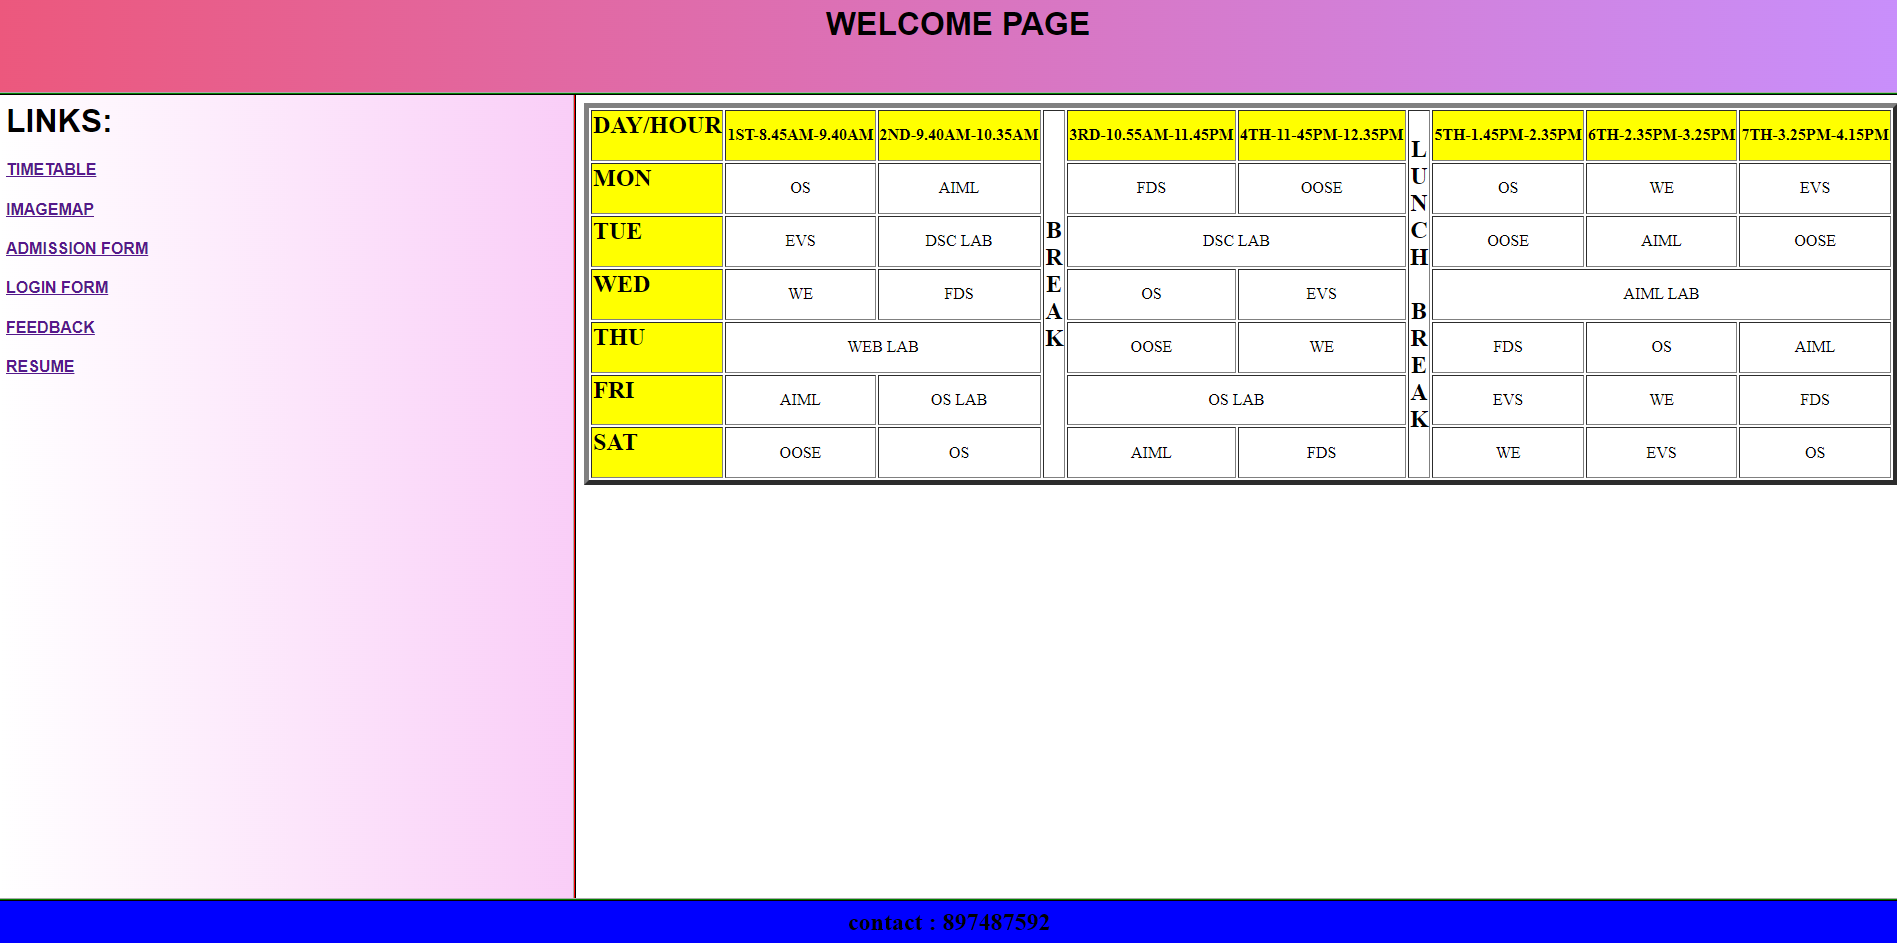 WELCOME PAGE
LINKS:
TIMETABLE
IMAGEMAP
ADMISSION FORM
LOGIN FORM
FEEDBACK
RESUME
DAY/HOUR 1ST-8.45AM-9.40AM 2ND-9.40AM-10.35AM BREAK 3RD-10.55AM-11.45PM 4TH-11-45PM-12.35PM LUNCH BREAK 5TH-1.45PM-2.35PM 6TH-2.35PM-3.25PM 7TH-3.25PM-4.15PM
MON OS AIML FDS OOSE OS WE EVS
TUE EVS DSC LAB DSC LAB OOSE AIML OOSE
WED WE FDS OS EVS AIML LAB
THU WEB LAB OOSE WE FDS OS AIML
FRI AIML OS LAB OS LAB EVS WE FDS
SAT OOSE OS AIML FDS WE EVS OS
contact : 897487592